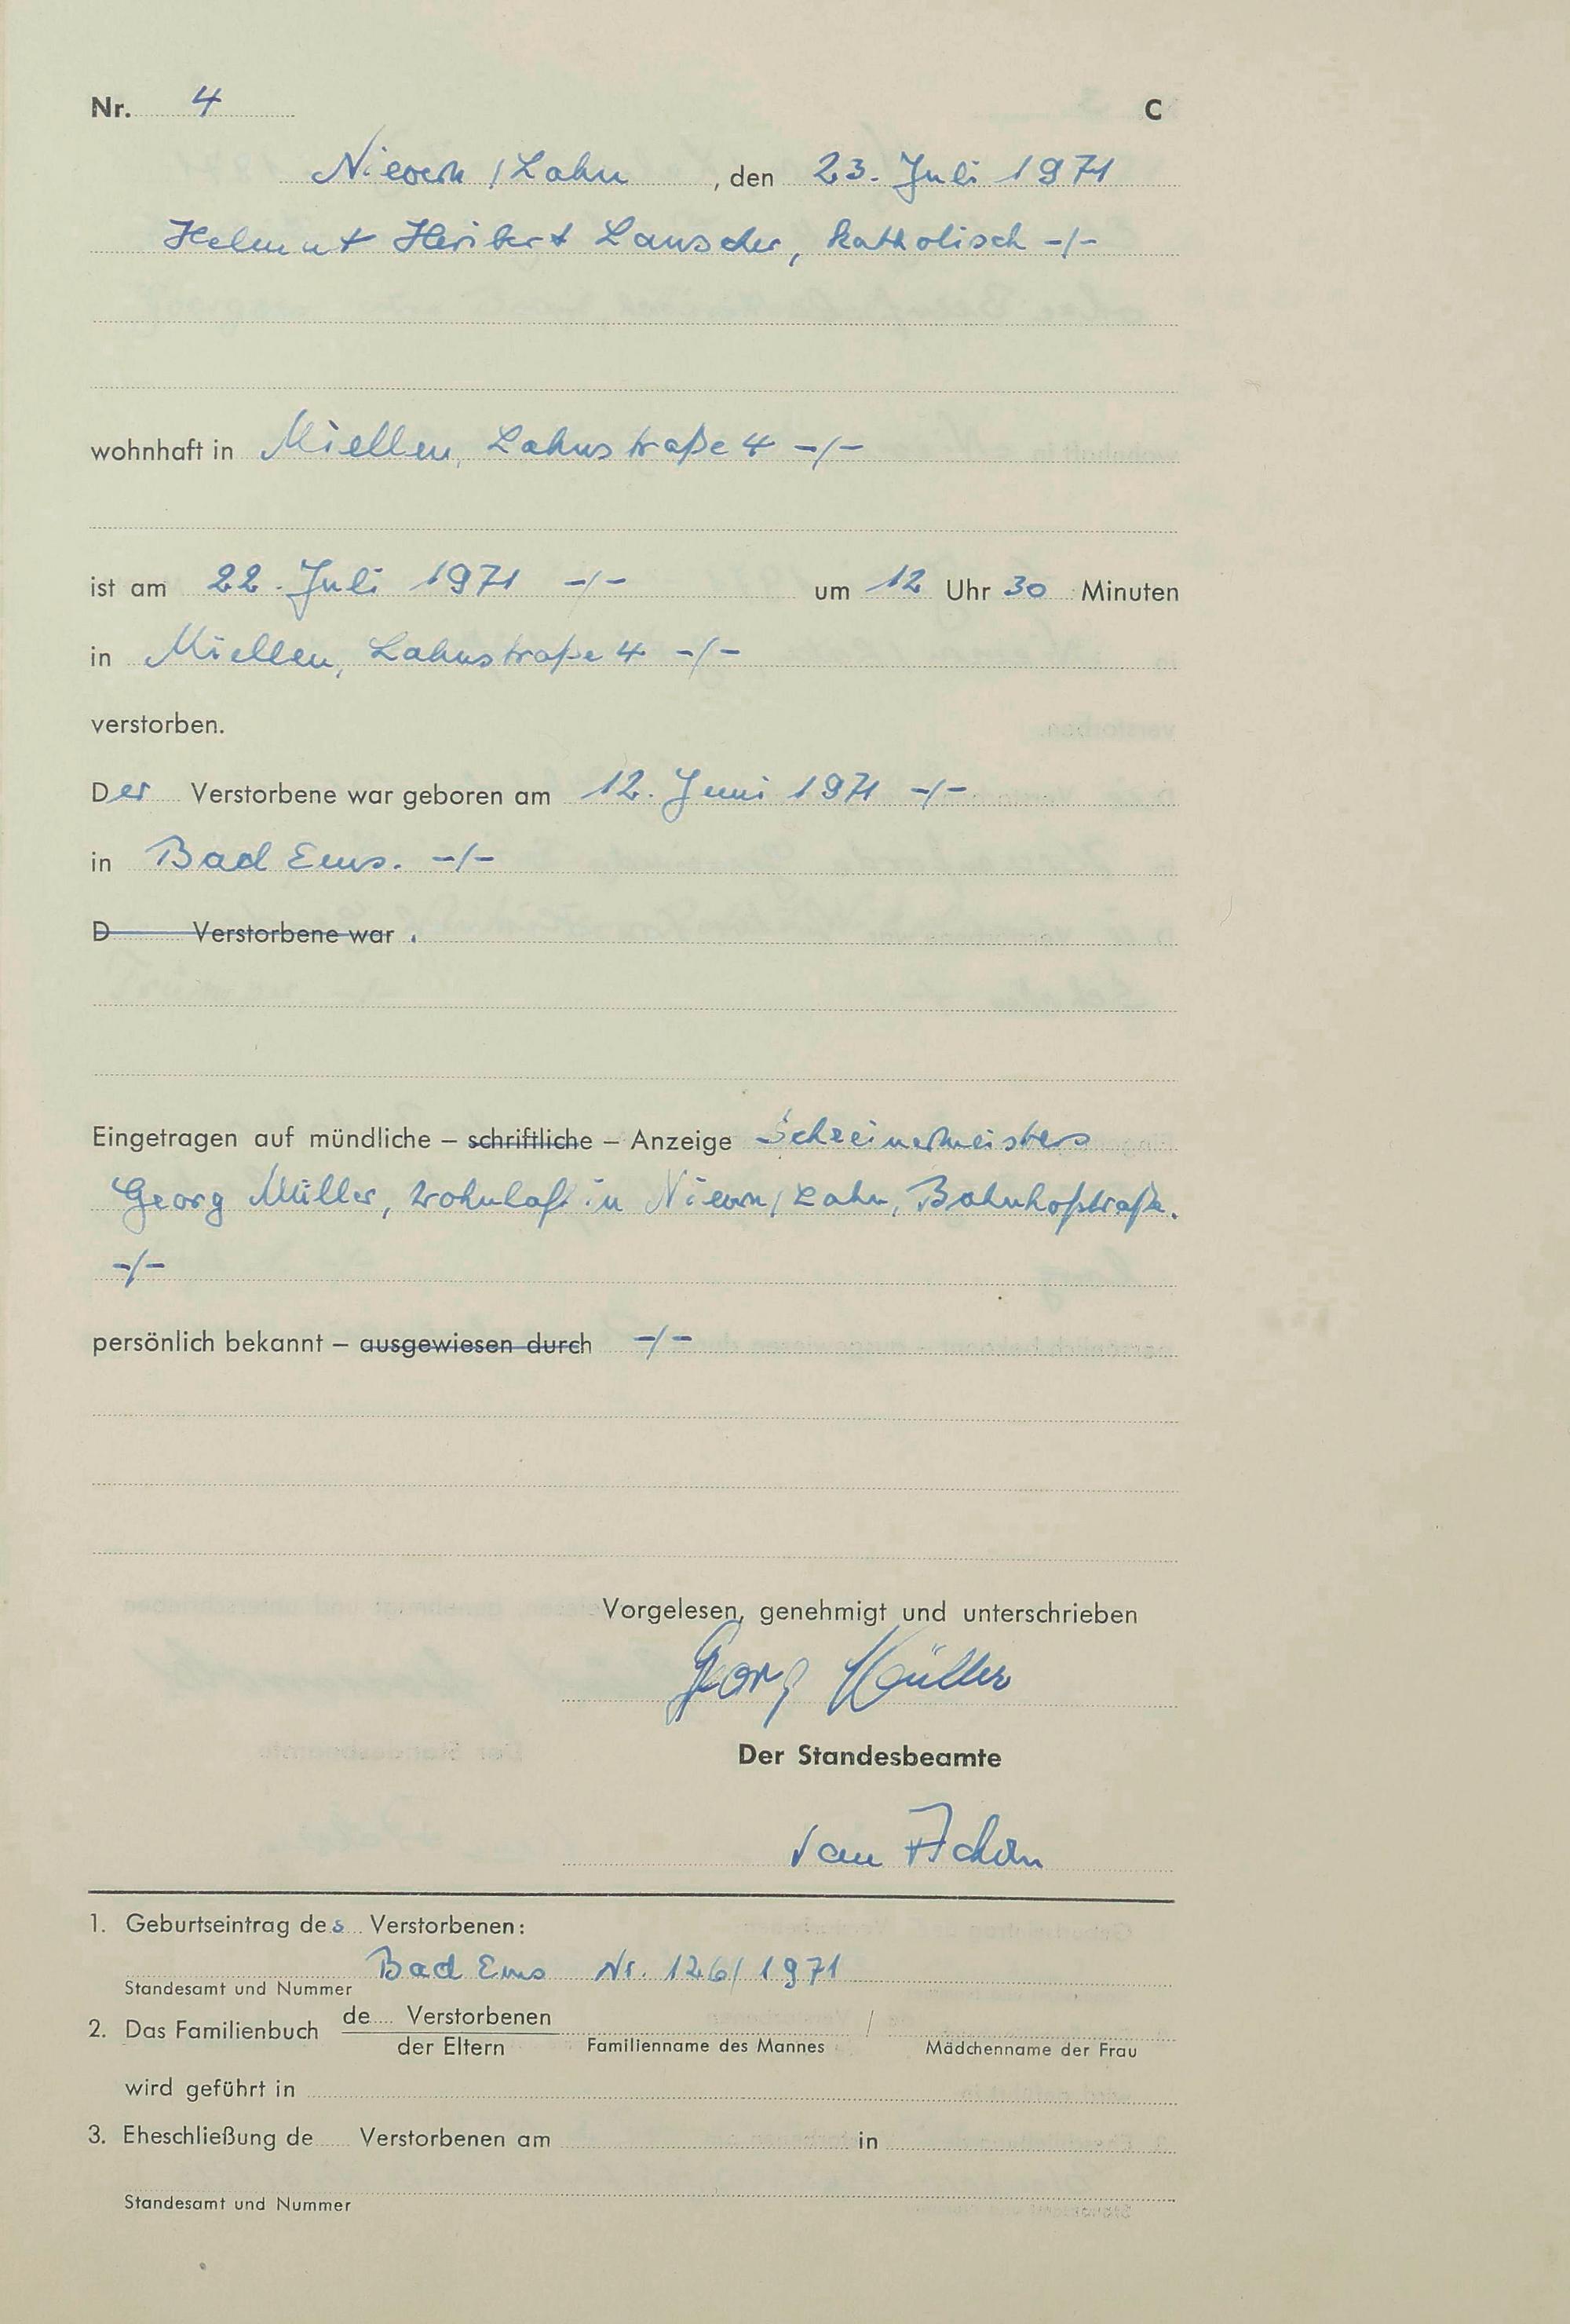 Nr. 4 C
Nievern / Lahn, den 23. Juli 1971
Helmut Heribert Lauscher, katholisch -/-
wohnhaft in Miellen, Lahnstraße 4 -/-
ist am 22. Juli 1971 -/- um 12 Uhr 30 Minuten
in Miellen, Lahnstraße 4 -/-
verstorben.
Der Verstorbene war geboren am 12. Juni 1971 -/-
in Bad Ems. -/-
D Verstorbene war .
Eingetragen auf mündliche – schriftliche – Anzeige Schreinermeisters
Georg Müller, wohnhaft in Nievern / Lahn, Bahnhofstraße.
-/-
persönlich bekannt – ausgewiesen durch -/-
Vorgelesen, genehmigt und unterschrieben
Georg Müller
Der Standesbeamte
van
1. Geburtseintrag des Verstorbenen:
Bad Ems Nr. 126/1971
Standesamt und Nummer
2. Das Familienbuch de Verstorbenen /
der Eltern Familienname des Mannes Mädchenname der Frau
wird geführt in
3. Eheschließung de Verstorbenen am in
Standesamt und Nummer